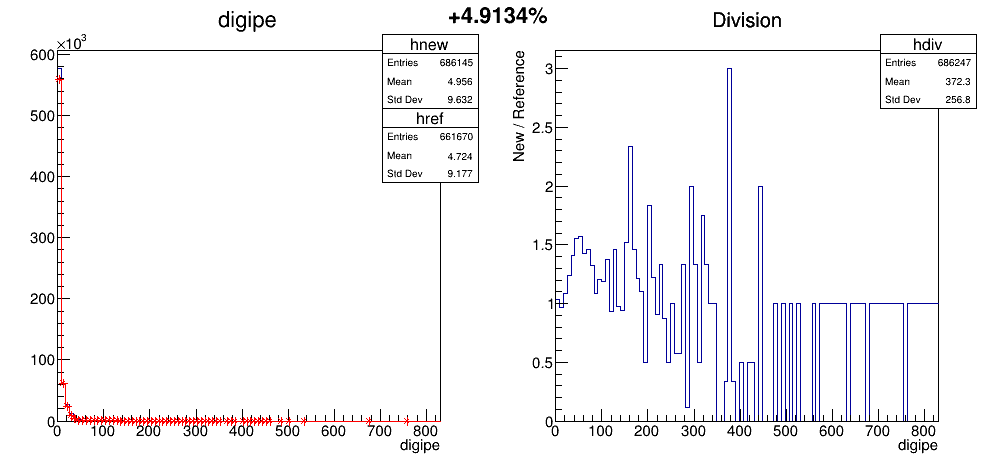 +4.9134%
digipe
×10³
hnew
Entries 686145
Mean 4.956
Std Dev 9.632
href
Entries 661670
Mean 4.724
Std Dev 9.177
600
500
400
300
200
100
0
0 100 200 300 400 500 600 700 800
digipe
Division
hdiv
Entries 686247
Mean 372.3
Std Dev 256.8
New / Reference
3
2.5
2
1.5
1
0.5
0
0 100 200 300 400 500 600 700 800
digipe